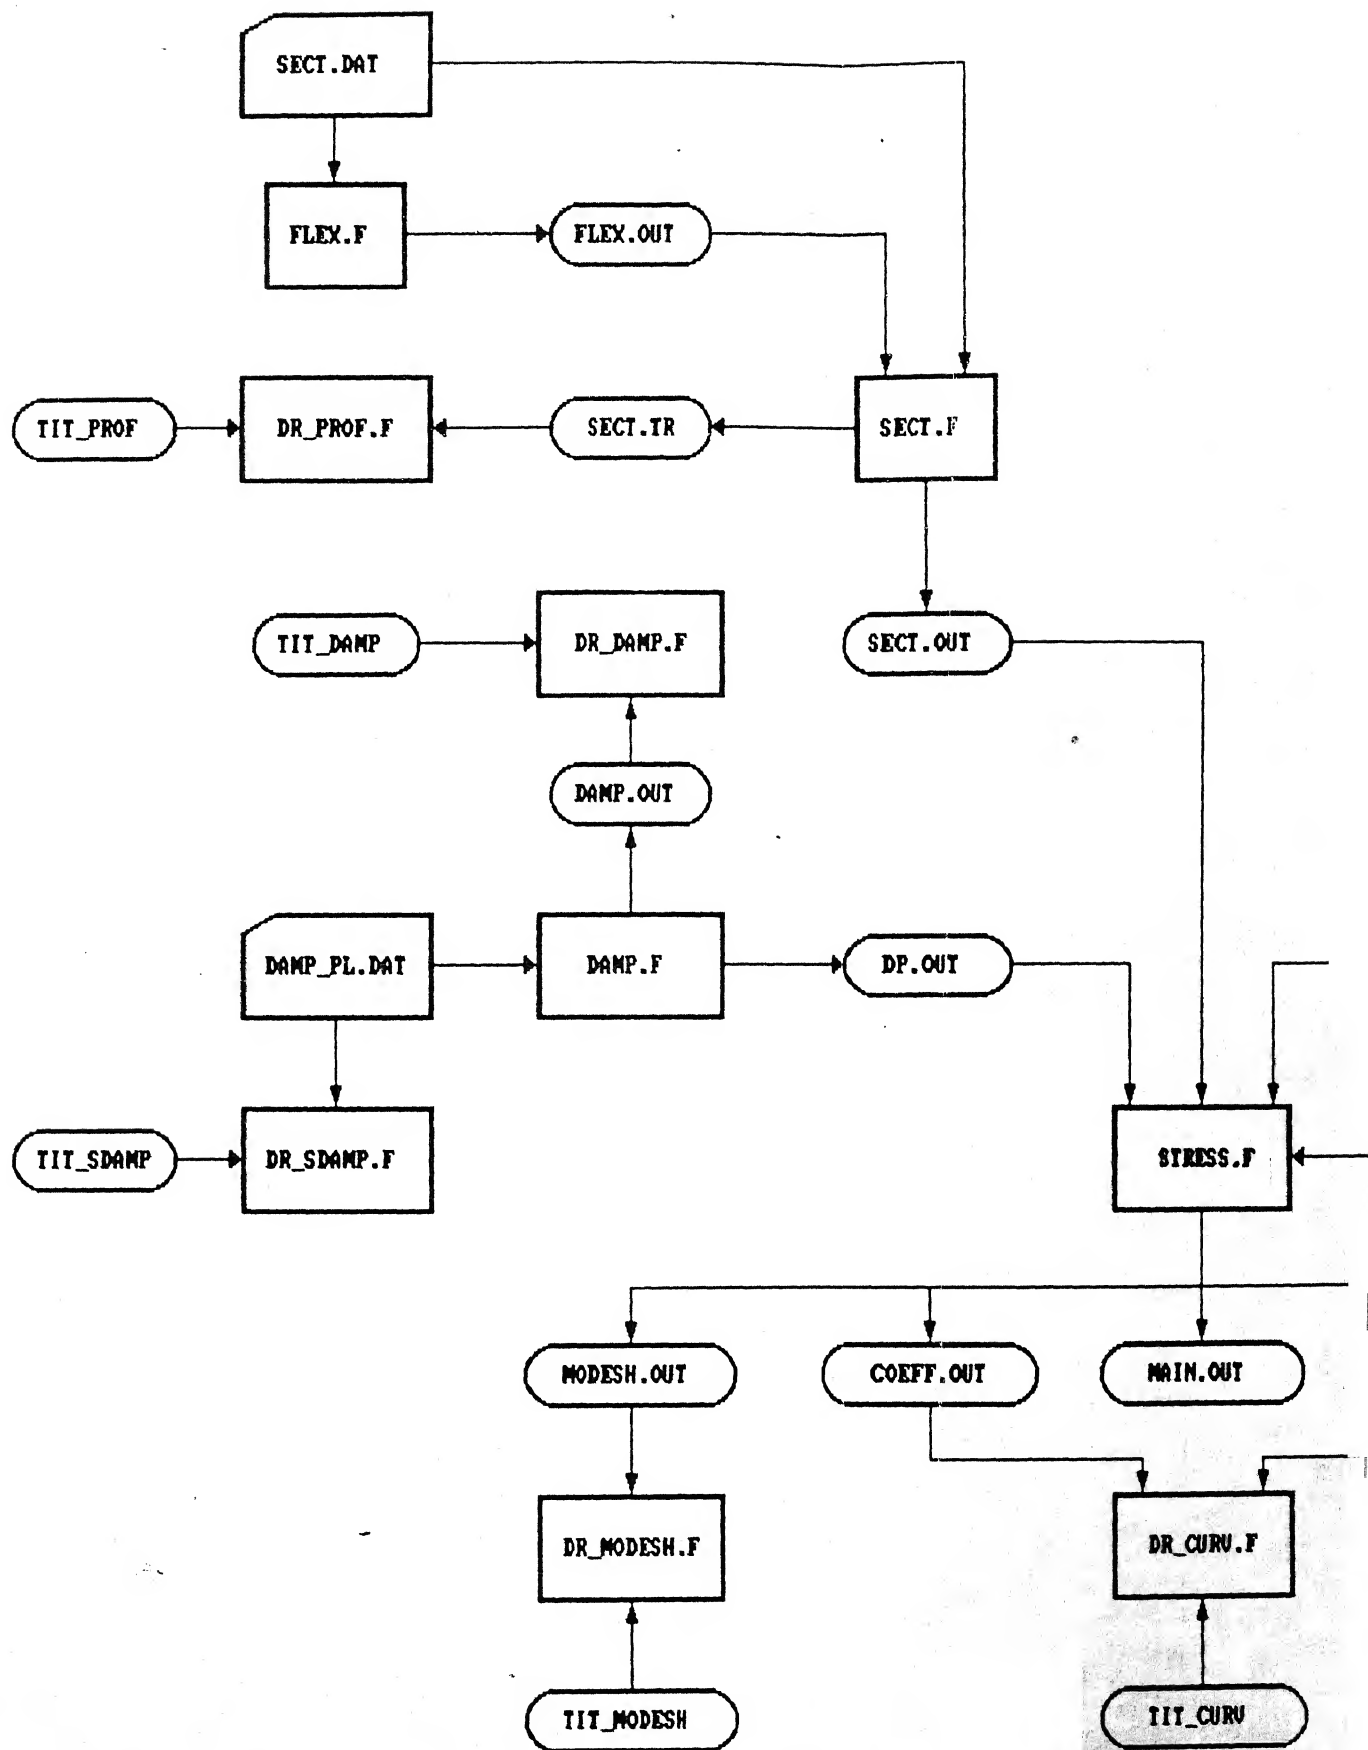 SECT.DAT
FLEX.F
FLEX.OUT
TIT_PROF
DR_PROF.F
SECT.TR
SECT.F
TIT_DAMP
DR_DAMP.F
SECT.OUT
DAMP.OUT
DAMP_PL.DAT
DAMP.F
DP.OUT
TIT_SDAMP
DR_SDAMP.F
STRESS.F
MODESH.OUT
COEFF.OUT
MAIN.OUT
DR_MODESH.F
DR_CURV.F
TIT_MODESH
TIT_CURV